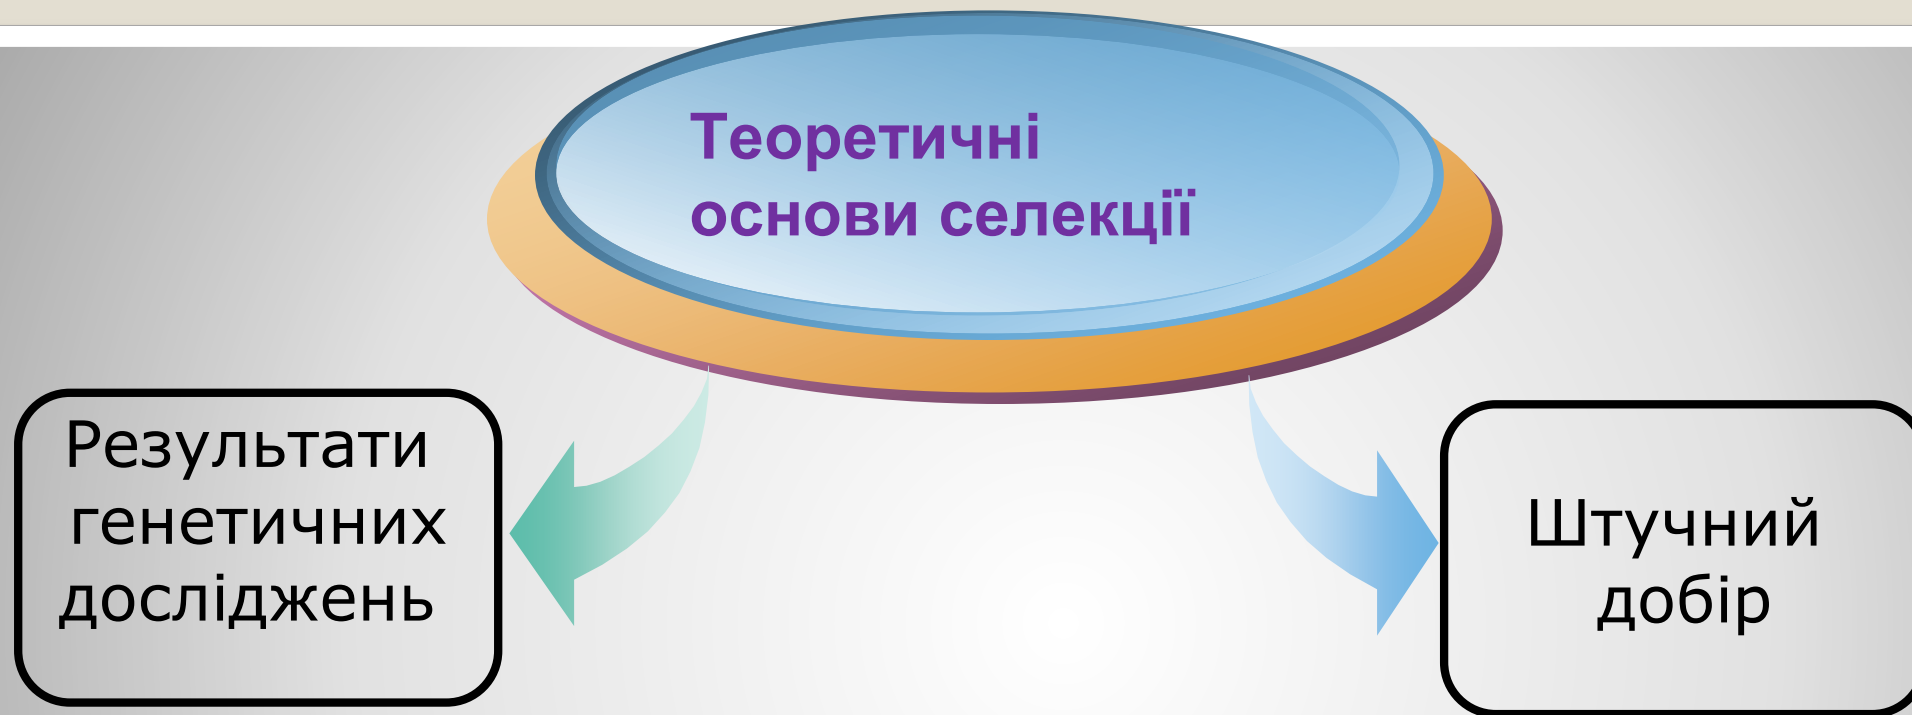 Теоретичні
основи селекції
Результати
генетичних
досліджень
Штучний
добір